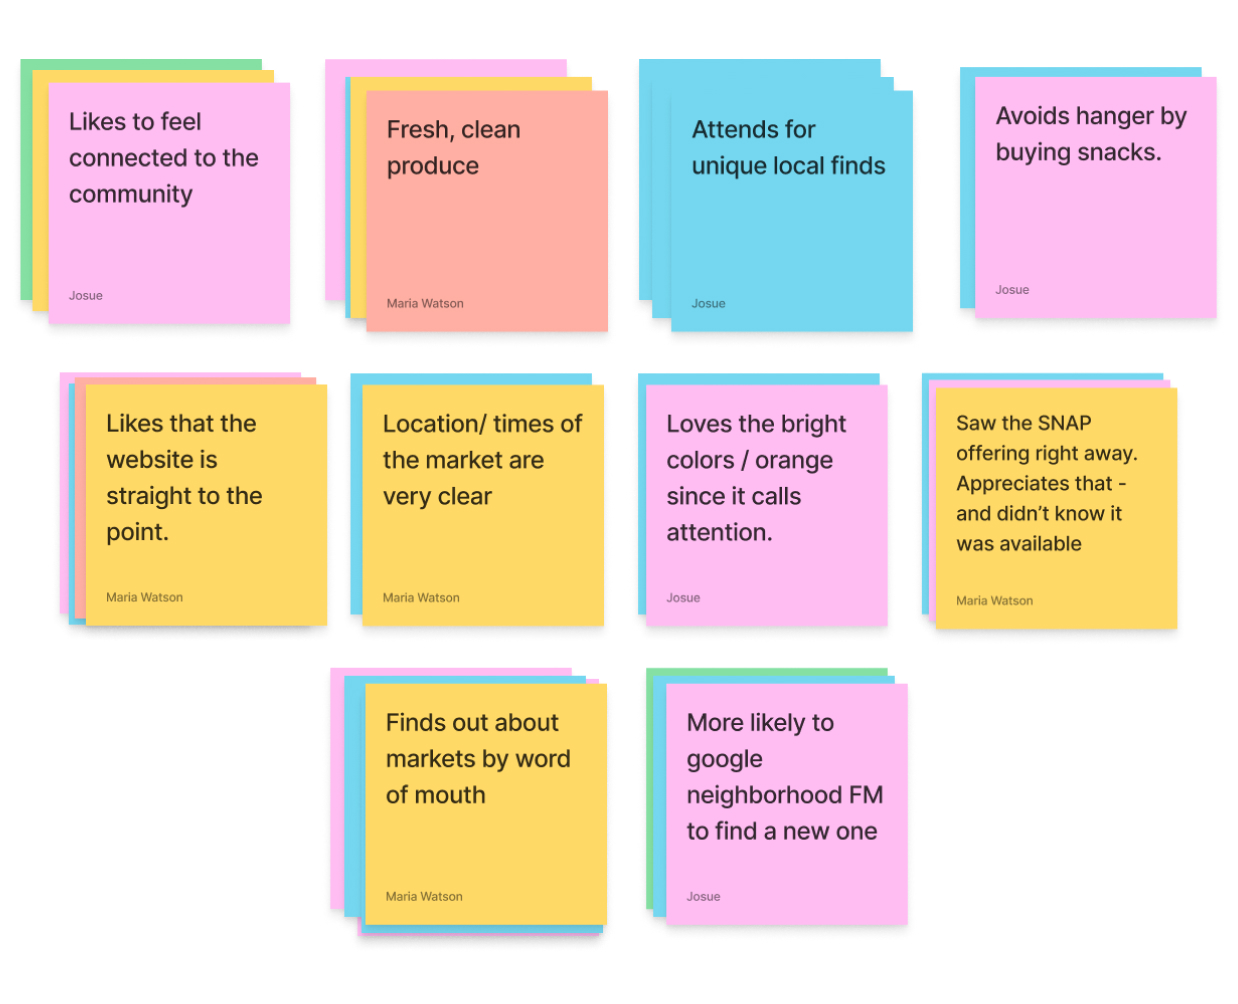 Likes to feel
connected to the
community
Josue
Fresh, clean
produce
Maria Watson
Attends for
unique local finds
Josue
Avoids hanger by
buying snacks.
Josue
Likes that the
website is
straight to the
point.
Maria Watson
Location/ times of
the market are
very clear
Maria Watson
Loves the bright
colors / orange
since it calls
attention.
Josue
Saw the SNAP
offering right away.
Appreciates that -
and didn’t know it
was available
Maria Watson
Finds out about
markets by word
of mouth
Maria Watson
More likely to
google
neighborhood FM
to find a new one
Josue